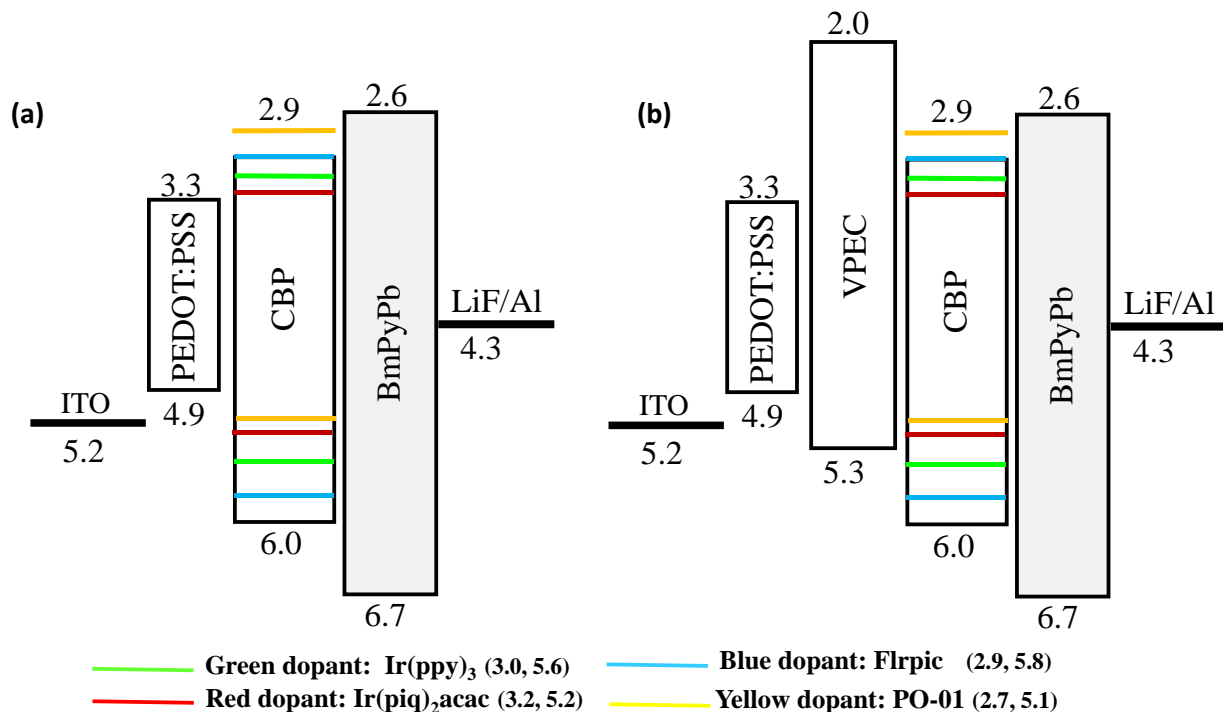 (a)
2.9
2.6
3.3
PEDOT:PSS
CBP
BmPyPb
LiF/Al
4.3
ITO
4.9
5.2
6.0
6.7
(b)
2.0
2.9
2.6
3.3
PEDOT:PSS
VPEC
CBP
BmPyPb
LiF/Al
4.3
ITO
4.9
5.2
5.3
6.0
6.7
Green dopant: Ir(ppy)₃ (3.0, 5.6)
Blue dopant: Flrpic (2.9, 5.8)
Red dopant: Ir(piq)₂acac (3.2, 5.2)
Yellow dopant: PO-01 (2.7, 5.1)